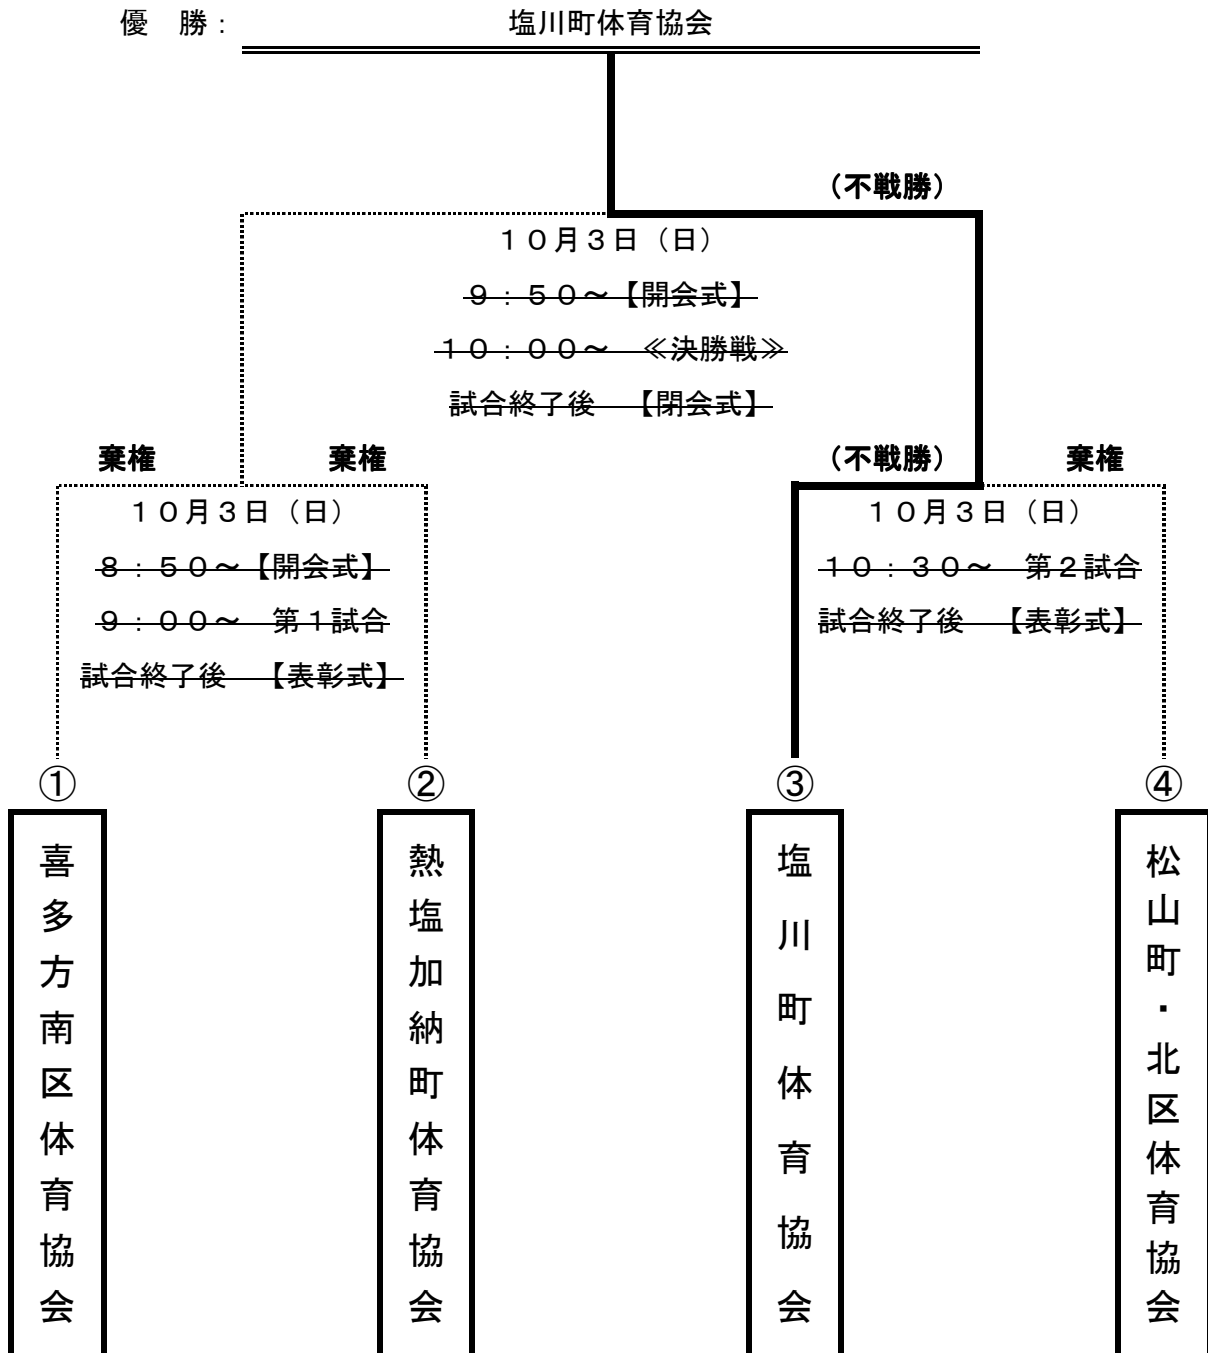 優　勝：　塩川町体育協会
（不戦勝）
１０月３日（日）
９：５０～【開会式】
１０：００～　≪決勝戦≫
試合終了後　【閉会式】
棄権　棄権　（不戦勝）　棄権
１０月３日（日）
８：５０～【開会式】
９：００～　第１試合
試合終了後　【表彰式】
１０月３日（日）
１０：３０～　第２試合
試合終了後　【表彰式】
①
喜多方南区体育協会
②
熱塩加納町体育協会
③
塩川町体育協会
④
松山町・北区体育協会